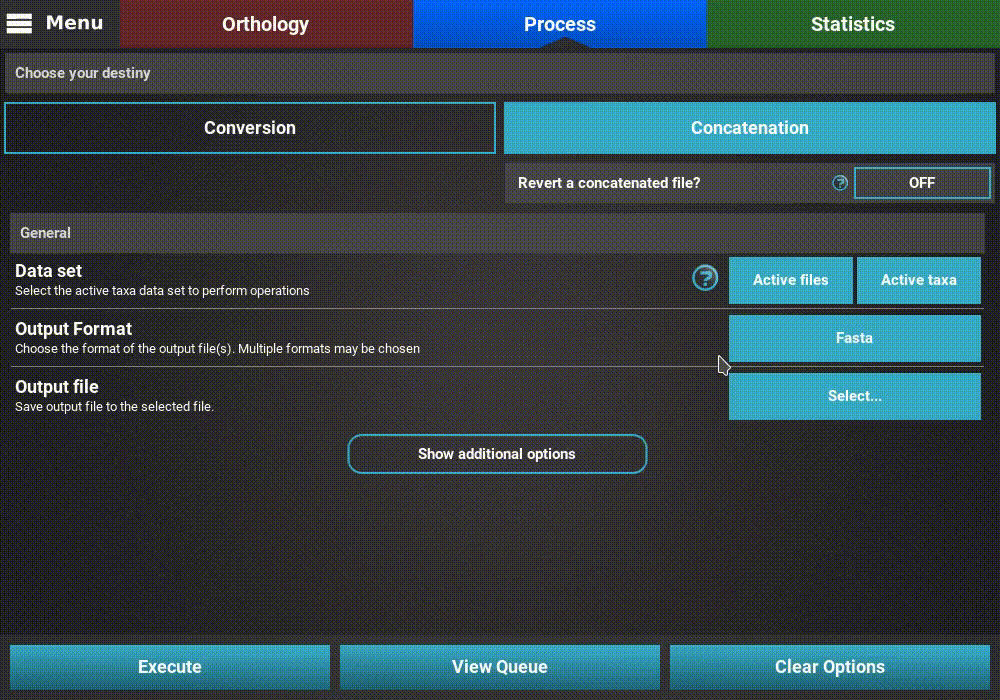 Menu
Orthology
Process
Statistics
Choose your destiny
Conversion
Concatenation
Revert a concatenated file?
?
OFF
General
Data set
Select the active taxa data set to perform operations
?
Active files
Active taxa
Output Format
Choose the format of the output file(s). Multiple formats may be chosen
Fasta
Output file
Save output file to the selected file.
Select...
Show additional options
Execute
View Queue
Clear Options